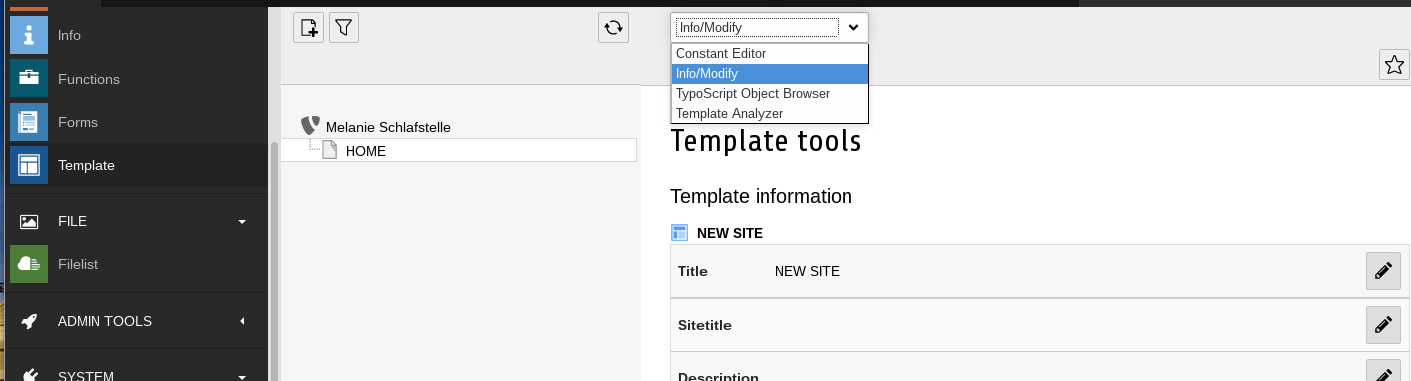 Info
Functions
Forms
Template
FILE
Filelist
ADMIN TOOLS
SYSTEM
Melanie Schlafstelle
HOME
Info/Modify
Constant Editor
Info/Modify
TypoScript Object Browser
Template Analyzer
Template tools
Template information
NEW SITE
Title NEW SITE
Sitetitle
Description